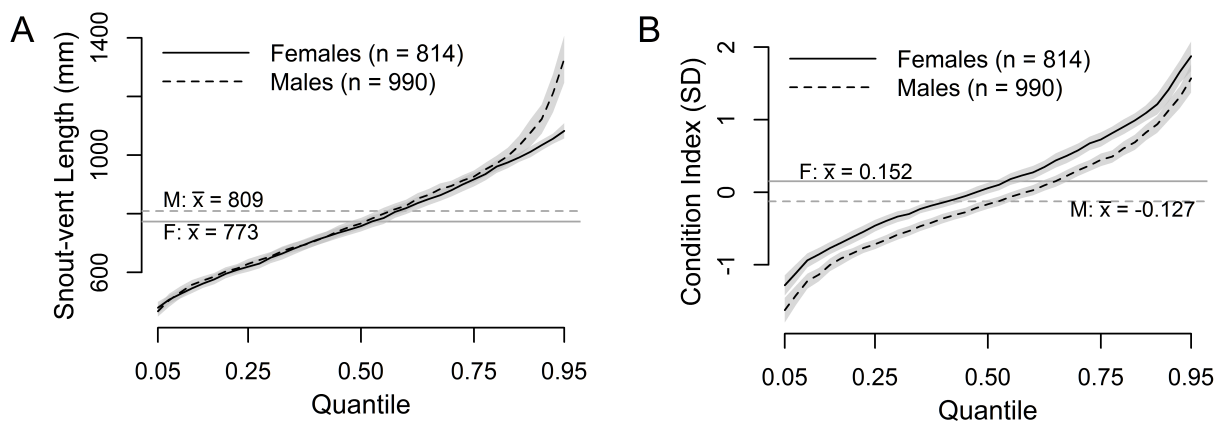 A
Snout-vent Length (mm)
1400
1000
600
Females (n = 814)
Males (n = 990)
M: x̅ = 809
F: x̅ = 773
0.05 0.25 0.50 0.75 0.95
Quantile
B
Condition Index (SD)
2
1
0
-1
Females (n = 814)
Males (n = 990)
F: x̅ = 0.152
M: x̅ = -0.127
0.05 0.25 0.50 0.75 0.95
Quantile